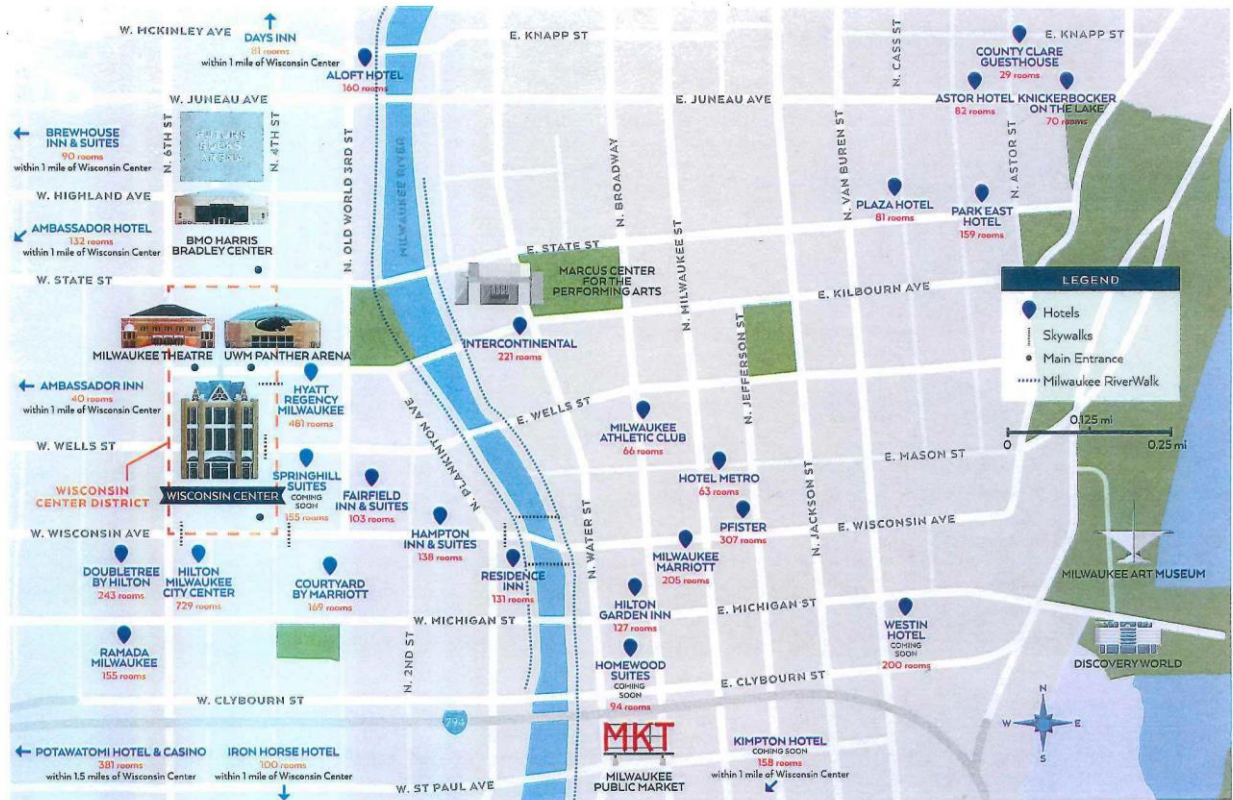 W. MCKINLEY AVE
DAYS INN
81 rooms
within 1 mile of Wisconsin Center
ALOFT HOTEL
160 rooms
E. KNAPP ST
N. CASS ST
COUNTY CLARE
GUESTHOUSE
29 rooms
E. KNAPP ST
W. JUNEAU AVE
E. JUNEAU AVE
ASTOR HOTEL
82 rooms
KNICKERBOCKER
ON THE LAKE
70 rooms
BREWHOUSE
INN & SUITES
90 rooms
within 1 mile of Wisconsin Center
N. 6TH ST
FUTURE
BUCKS
ARENA
N. 4TH ST
N. OLD WORLD 3RD ST
MILWAUKEE RIVER
N. BROADWAY
N. VAN BUREN ST
N. ASTOR ST
W. HIGHLAND AVE
PLAZA HOTEL
81 rooms
PARK EAST
HOTEL
159 rooms
AMBASSADOR HOTEL
132 rooms
within 1 mile of Wisconsin Center
BMO HARRIS
BRADLEY CENTER
E. STATE ST
N. MILWAUKEE ST
W. STATE ST
MARCUS CENTER
FOR THE
PERFORMING ARTS
E. KILBOURN AVE
LEGEND
Hotels
Skywalks
Main Entrance
Milwaukee RiverWalk
0
0.125 mi
0.25 mi
MILWAUKEE THEATRE
UWM PANTHER ARENA
INTERCONTINENTAL
221 rooms
N. JEFFERSON ST
AMBASSADOR INN
40 rooms
within 1 mile of Wisconsin Center
HYATT
REGENCY
MILWAUKEE
481 rooms
N. PLANKINTON AVE
E. WELLS ST
MILWAUKEE
ATHLETIC CLUB
66 rooms
W. WELLS ST
E. MASON ST
WISCONSIN
CENTER DISTRICT
WISCONSIN CENTER
SPRINGHILL
SUITES
COMING
SOON
155 rooms
FAIRFIELD
INN & SUITES
103 rooms
HOTEL METRO
63 rooms
N. JACKSON ST
HAMPTON
INN & SUITES
138 rooms
N. WATER ST
PFISTER
307 rooms
E. WISCONSIN AVE
W. WISCONSIN AVE
DOUBLETREE
BY HILTON
243 rooms
HILTON
MILWAUKEE
CITY CENTER
729 rooms
COURTYARD
BY MARRIOTT
169 rooms
RESIDENCE
INN
131 rooms
MILWAUKEE
MARRIOTT
205 rooms
MILWAUKEE ART MUSEUM
HILTON
GARDEN INN
127 rooms
E. MICHIGAN ST
W. MICHIGAN ST
WESTIN
HOTEL
COMING
SOON
200 rooms
RAMADA
MILWAUKEE
155 rooms
N. 2ND ST
HOMEWOOD
SUITES
COMING
SOON
94 rooms
DISCOVERY WORLD
E. CLYBOURN ST
W. CLYBOURN ST
794
N
W
E
S
MKT
MILWAUKEE
PUBLIC MARKET
POTAWATOMI HOTEL & CASINO
381 rooms
within 1.5 miles of Wisconsin Center
IRON HORSE HOTEL
100 rooms
within 1 mile of Wisconsin Center
KIMPTON HOTEL
COMING SOON
158 rooms
within 1 mile of Wisconsin Center
W. ST PAUL AVE